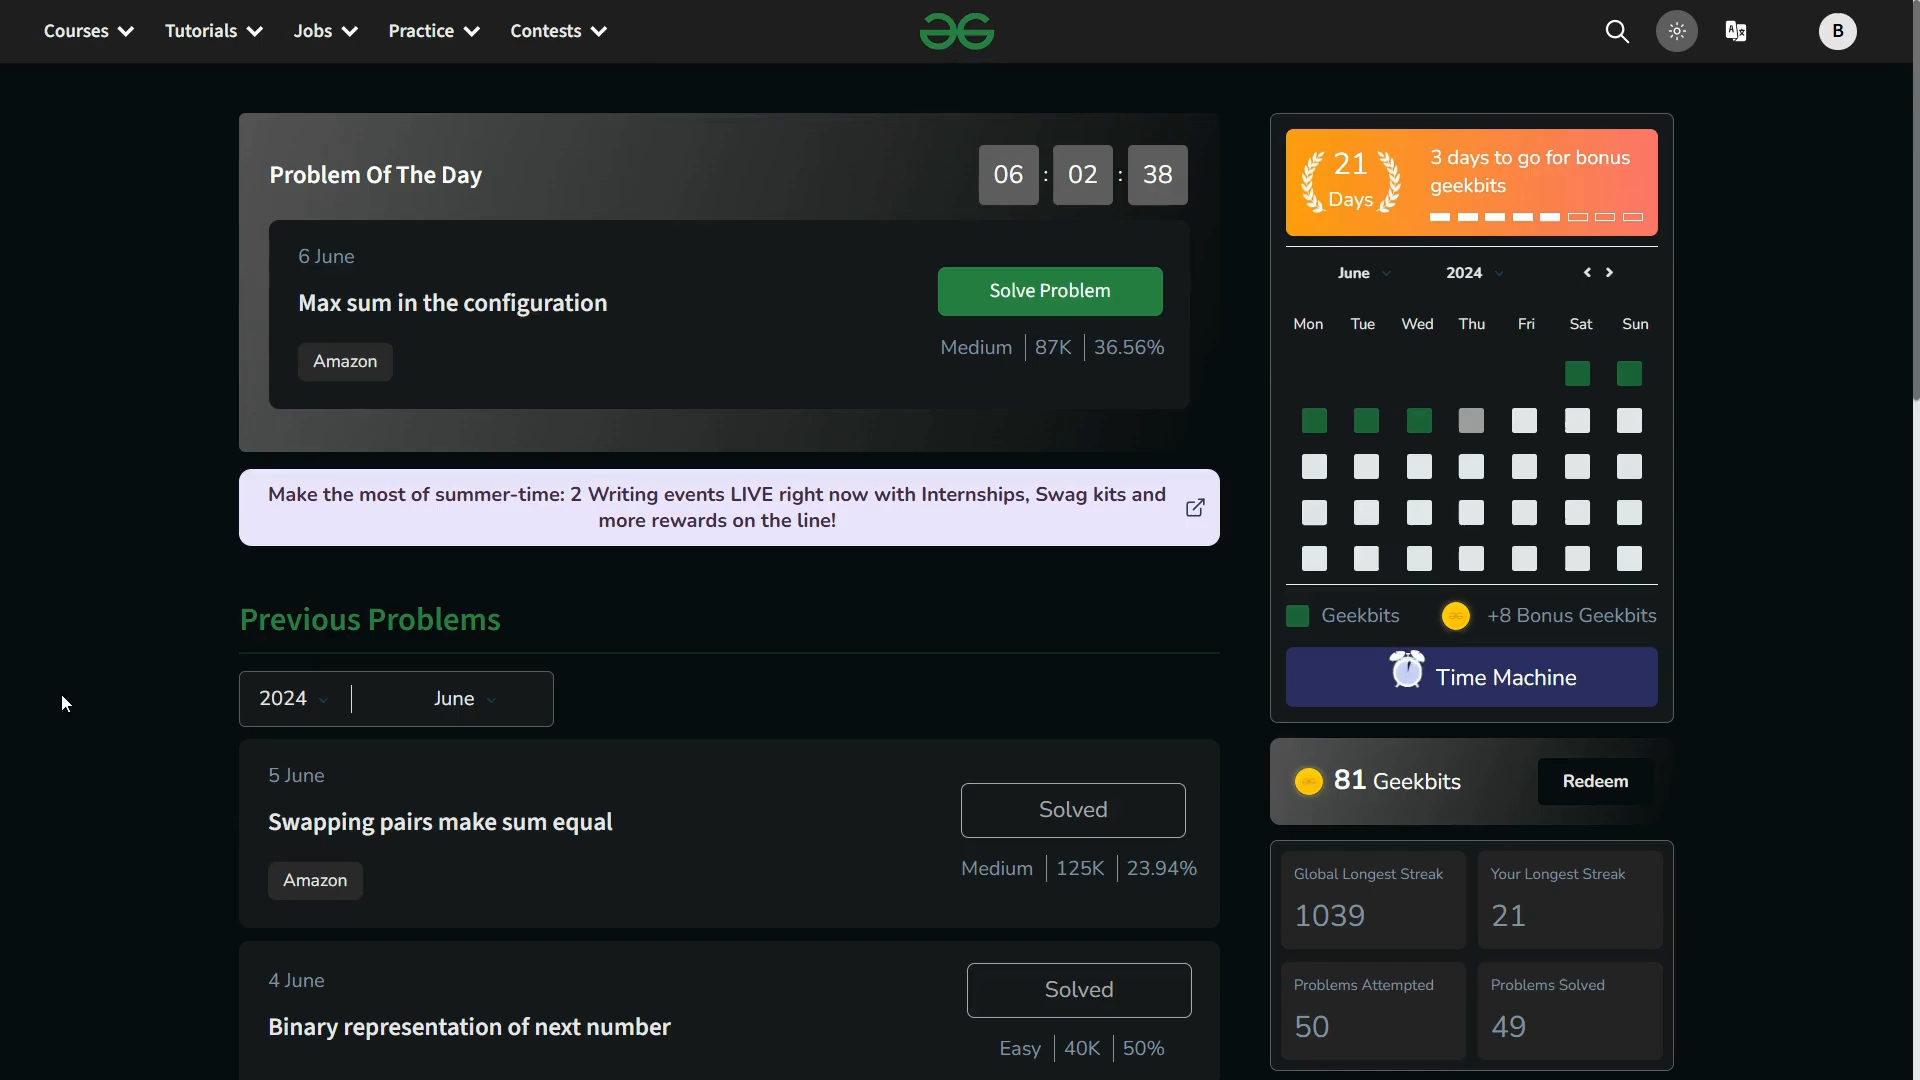 Courses
Tutorials
Jobs
Practice
Contests
B
Problem Of The Day
06 : 02 : 38
6 June
Max sum in the configuration
Amazon
Solve Problem
Medium | 87K | 36.56%
Make the most of summer-time: 2 Writing events LIVE right now with Internships, Swag kits and
more rewards on the line!
Previous Problems
2024 | June
5 June
Swapping pairs make sum equal
Amazon
Solved
Medium | 125K | 23.94%
4 June
Binary representation of next number
Solved
Easy | 40K | 50%
21
Days
3 days to go for bonus
geekbits
June 2024
Mon Tue Wed Thu Fri Sat Sun
Geekbits
+8 Bonus Geekbits
Time Machine
81 Geekbits
Redeem
Global Longest Streak
1039
Your Longest Streak
21
Problems Attempted
50
Problems Solved
49